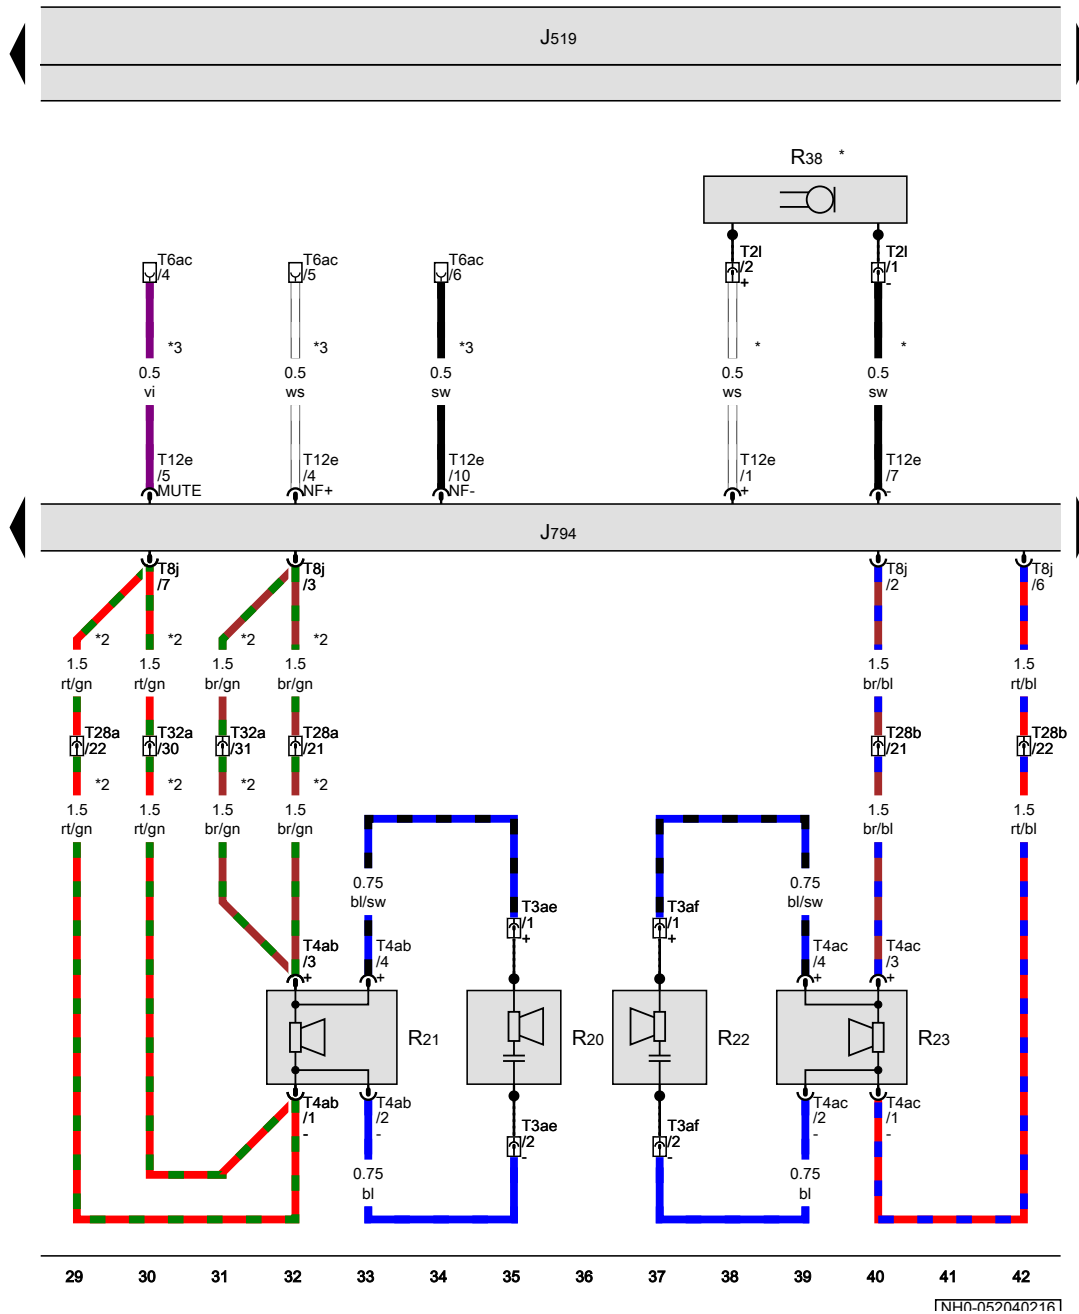 J519
R38 *
T6ac
/4
T6ac
/5
T6ac
/6
T2l
/2
+
T2l
/1
-
*3
*3
*3
*
*
0.5
vi
0.5
ws
0.5
sw
0.5
ws
0.5
sw
T12e
/5
MUTE
T12e
/4
NF+
T12e
/10
NF-
T12e
/1
+
T12e
/7
-
J794
T8j
/7
T8j
/3
T8j
/2
T8j
/6
*2
*2
*2
*2
1.5
rt/gn
1.5
rt/gn
1.5
br/gn
1.5
br/gn
1.5
br/bl
1.5
rt/bl
T28a
/22
T32a
/30
T32a
/31
T28a
/21
T28b
/21
T28b
/22
*2
*2
*2
*2
1.5
rt/gn
1.5
rt/gn
1.5
br/gn
1.5
br/gn
1.5
br/bl
1.5
rt/bl
0.75
bl/sw
0.75
bl/sw
T3ae
/1
+
T3af
/1
+
T4ab
/3
+
T4ab
/4
+
T4ac
/4
+
T4ac
/3
+
R21
R20
R22
R23
T4ab
/1
-
T4ab
/2
-
T3ae
/2
-
T3af
/2
-
T4ac
/2
-
T4ac
/1
-
0.75
bl
0.75
bl
29 30 31 32 33 34 35 36 37 38 39 40 41 42
NH0-052040216